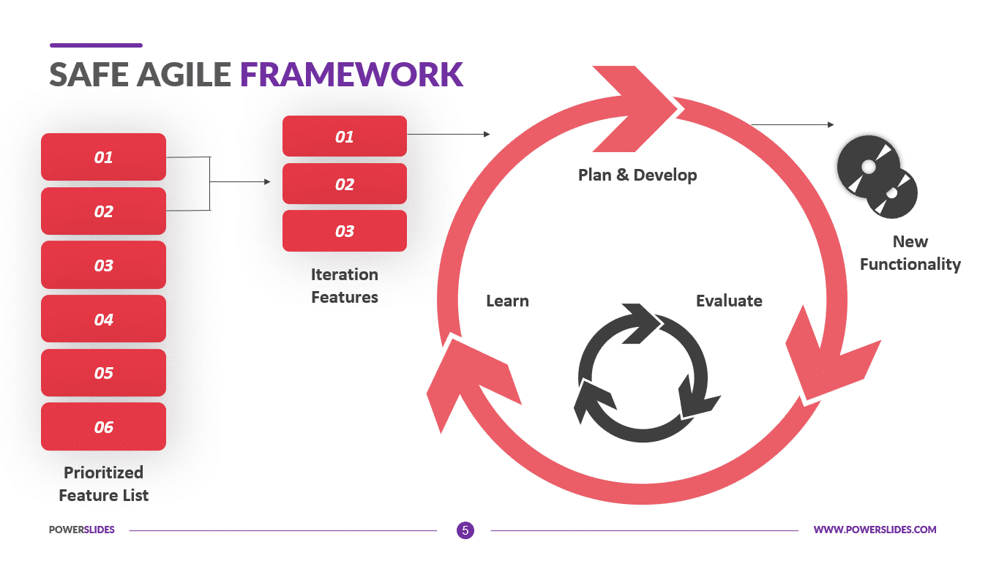 SAFE AGILE FRAMEWORK
01
02
03
04
05
06
Prioritized
Feature List
01
02
03
Iteration
Features
Plan & Develop
Learn
Evaluate
New
Functionality
POWERSLIDES
5
WWW.POWERSLIDES.COM